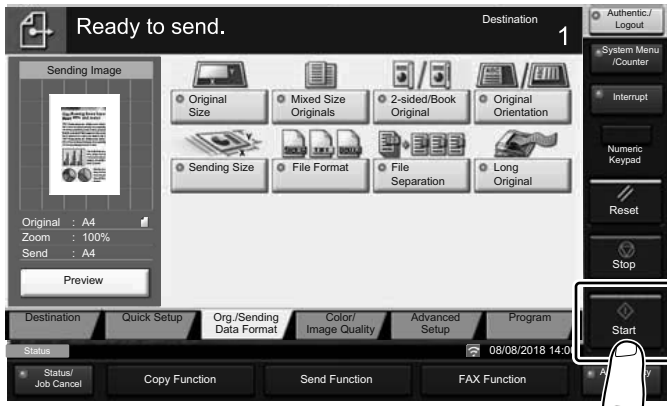 Ready to send.
Destination
1
Authentic./
Logout
Sending Image
System Menu
/Counter
Interrupt
Original
Size
Mixed Size
Originals
2-sided/Book
Original
Original
Orientation
Numeric
Keypad
Sending Size
File Format
File
Separation
Long
Original
Reset
Original : A4
Zoom : 100%
Send : A4
Preview
Stop
Destination
Quick Setup
Org./Sending
Data Format
Color/
Image Quality
Advanced
Setup
Program
Start
Status
08/08/2018 14:0
Status/
Job Cancel
Copy Function
Send Function
FAX Function